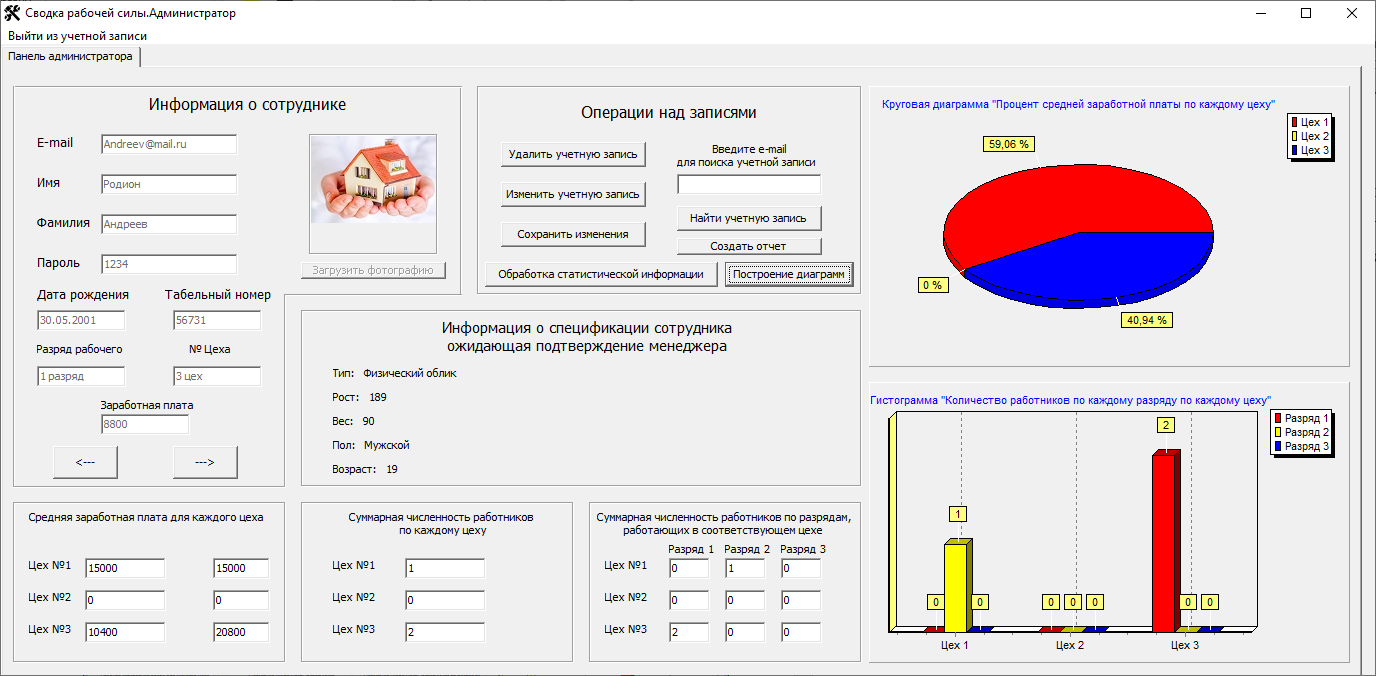 Сводка рабочей силы.Администратор
Выйти из учетной записи
Панель администратора
Информация о сотруднике
E-mail
Andreev@mail.ru
Имя
Родион
Фамилия
Андреев
Пароль
1234
Загрузить фотографию
Дата рождения
Табельный номер
30.05.2001
56731
Разряд рабочего
№ Цеха
1 разряд
3 цех
Заработная плата
8800
<---
--->
Операции над записями
Удалить учетную запись
Изменить учетную запись
Сохранить изменения
Введите e-mail
для поиска учетной записи
Найти учетную запись
Создать отчет
Обработка статистической информации
Построение диаграмм
Информация о спецификации сотрудника
ожидающая подтверждение менеджера
Тип: Физический облик
Рост: 189
Вес: 90
Пол: Мужской
Возраст: 19
Средняя заработная плата для каждого цеха
Цех №1 15000 15000
Цех №2 0 0
Цех №3 10400 20800
Суммарная численность работников
по каждому цеху
Цех №1 1
Цех №2 0
Цех №3 2
Суммарная численность работников по разрядам,
работающих в соответствующем цехе
Разряд 1 Разряд 2 Разряд 3
Цех №1 0 1 0
Цех №2 0 0 0
Цех №3 2 0 0
Круговая диаграмма "Процент средней заработной платы по каждому цеху"
Цех 1
Цех 2
Цех 3
59,06 %
0 %
40,94 %
Гистограмма "Количество работников по каждому разряду по каждому цеху"
Разряд 1
Разряд 2
Разряд 3
2
1
0 0 0 0 0 0 0
Цех 1 Цех 2 Цех 3